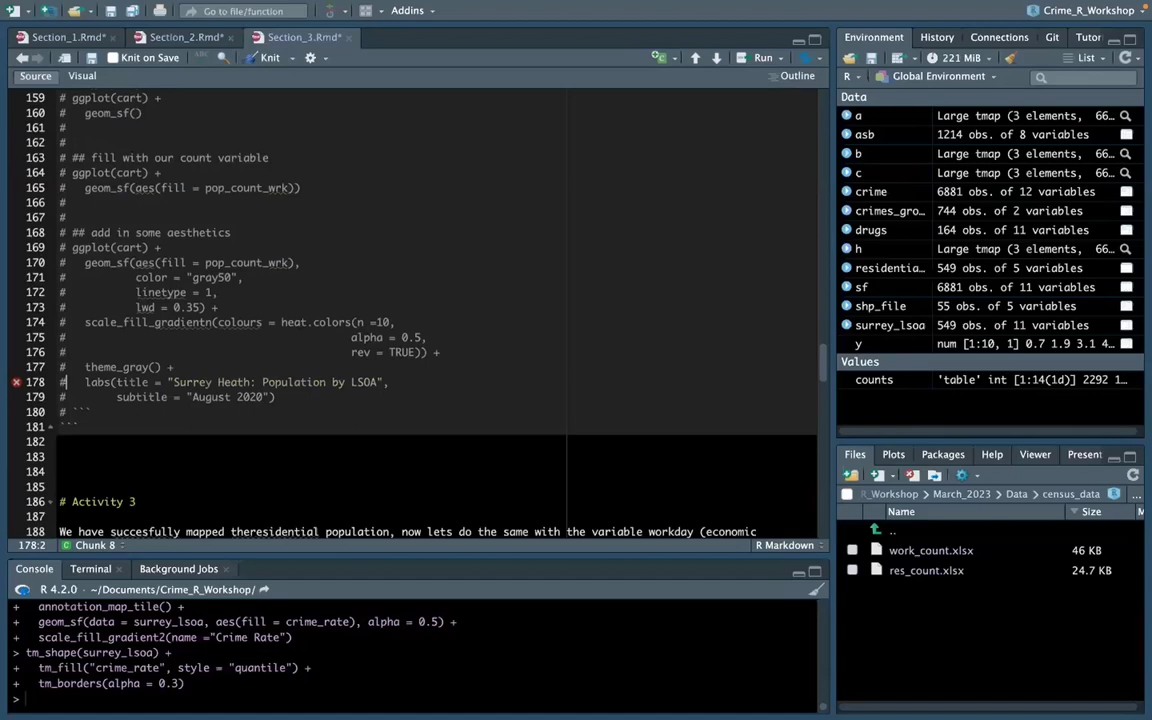 Go to file/function
Addins
Crime_R_Workshop
Section_1.Rmd*
Section_2.Rmd*
Section_3.Rmd*
Knit on Save
ABC
Knit
Run
Source
Visual
Outline
159 # ggplot(cart) +
160 #   geom_sf()
161 #
162 #
163 # ## fill with our count variable
164 # ggplot(cart) +
165 #   geom_sf(aes(fill = pop_count_wrk))
166 #
167 #
168 # ## add in some aesthetics
169 # ggplot(cart) +
170 #   geom_sf(aes(fill = pop_count_wrk),
171 #           color = "gray50",
172 #           linetype = 1,
173 #           lwd = 0.35) +
174 #   scale_fill_gradientn(colours = heat.colors(n =10,
175 #                                             alpha = 0.5,
176 #                                             rev = TRUE)) +
177 #   theme_gray() +
178 #   labs(title = "Surrey Heath: Population by LSOA",
179 #        subtitle = "August 2020")
180 # ```
181 ```
182
183
184
185
186 # Activity 3
187
188 We have succesfully mapped theresidential population, now lets do the same with the variable workday (economic
178:2
Chunk 8
R Markdown
Console
Terminal
Background Jobs
R 4.2.0 · ~/Documents/Crime_R_Workshop/
+   annotation_map_tile() +
+   geom_sf(data = surrey_lsoa, aes(fill = crime_rate), alpha = 0.5) +
+   scale_fill_gradient2(name ="Crime Rate")
> tm_shape(surrey_lsoa) +
+   tm_fill("crime_rate", style = "quantile") +
+   tm_borders(alpha = 0.3)
>
Environment
History
Connections
Git
Tutor
221 MiB
List
R
Global Environment
Data
a Large tmap (3 elements, 66…
asb 1214 obs. of 8 variables
b Large tmap (3 elements, 66…
c Large tmap (3 elements, 66…
crime 6881 obs. of 12 variables
crimes_gro… 744 obs. of 2 variables
drugs 164 obs. of 11 variables
h Large tmap (3 elements, 66…
residentia… 549 obs. of 5 variables
sf 6881 obs. of 11 variables
shp_file 55 obs. of 5 variables
surrey_lsoa 549 obs. of 11 variables
y num [1:10, 1] 0.7 1.9 3.1 4
Values
counts 'table' int [1:14(1d)] 2292 1…
Files
Plots
Packages
Help
Viewer
Present
R_Workshop
March_2023
Data
census_data
...
Name
Size
M
..
work_count.xlsx 46 KB
res_count.xlsx 24.7 KB